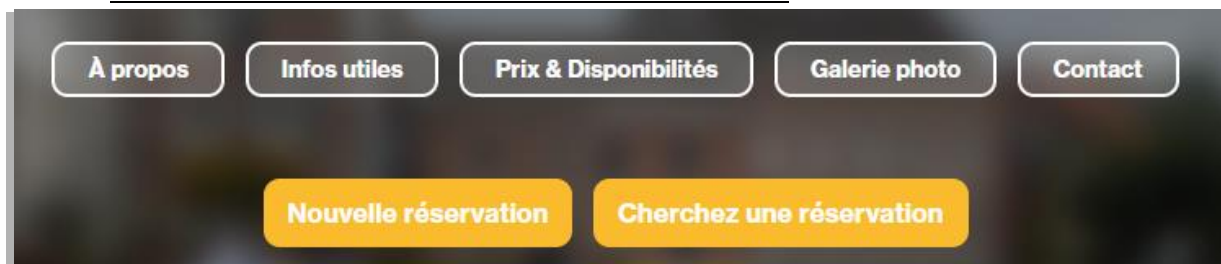 À propos Infos utiles Prix & Disponibilités Galerie photo Contact
Nouvelle réservation Cherchez une réservation